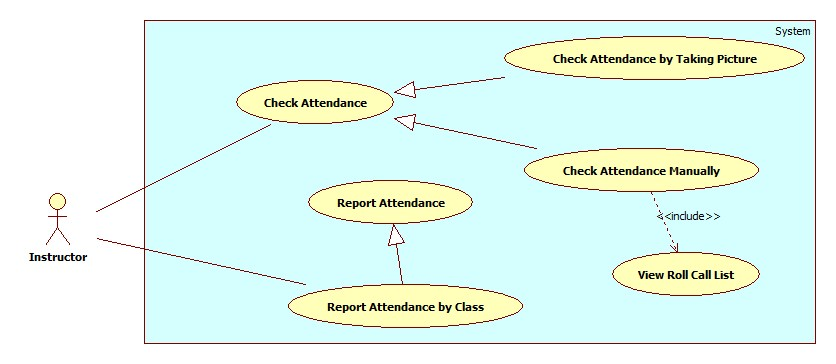 System
Check Attendance by Taking Picture
Check Attendance
Check Attendance Manually
Report Attendance
<<include>>
Instructor
View Roll Call List
Report Attendance by Class